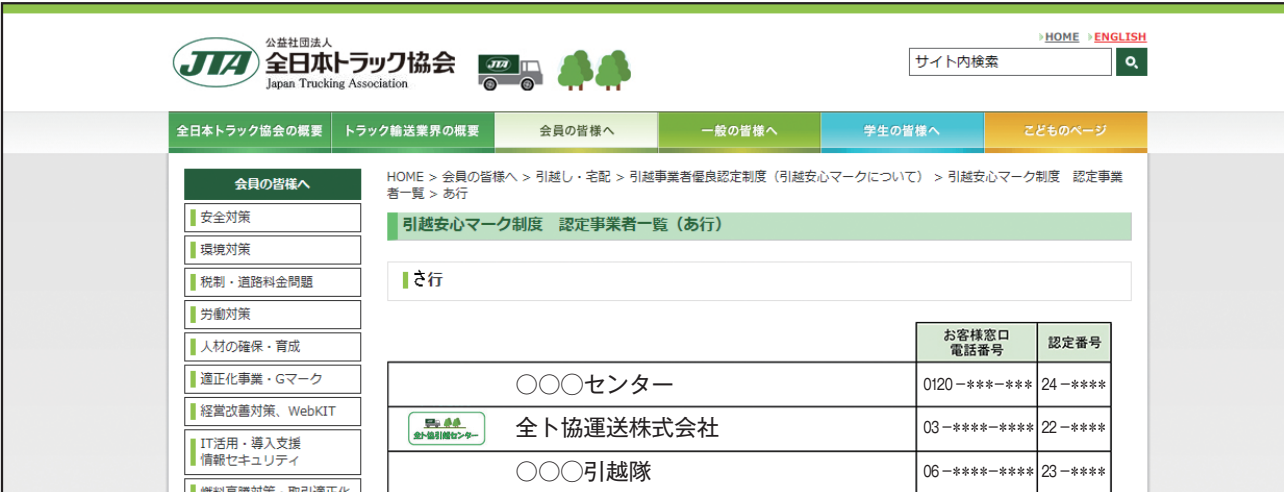 JTA
公益社団法人
全日本トラック協会
Japan Trucking Association
JTA
HOME ENGLISH
サイト内検索
全日本トラック協会の概要 トラック輸送業界の概要 会員の皆様へ 一般の皆様へ 学生の皆様へ こどものページ
会員の皆様へ
安全対策
環境対策
税制・道路料金問題
労働対策
人材の確保・育成
適正化事業・Gマーク
経営改善対策、WebKIT
IT活用・導入支援
情報セキュリティ
燃料高騰対策・取引適正化
HOME > 会員の皆様へ > 引越し・宅配 > 引越事業者優良認定制度（引越安心マークについて） > 引越安心マーク制度　認定事業
者一覧 > あ行
引越安心マーク制度　認定事業者一覧（あ行）
さ行
お客様窓口
電話番号
認定番号
○○○センター 0120－***－*** 24－****
全ト協引越センター 全ト協運送株式会社 03－****－**** 22－****
○○○引越隊 06－****－**** 23－****